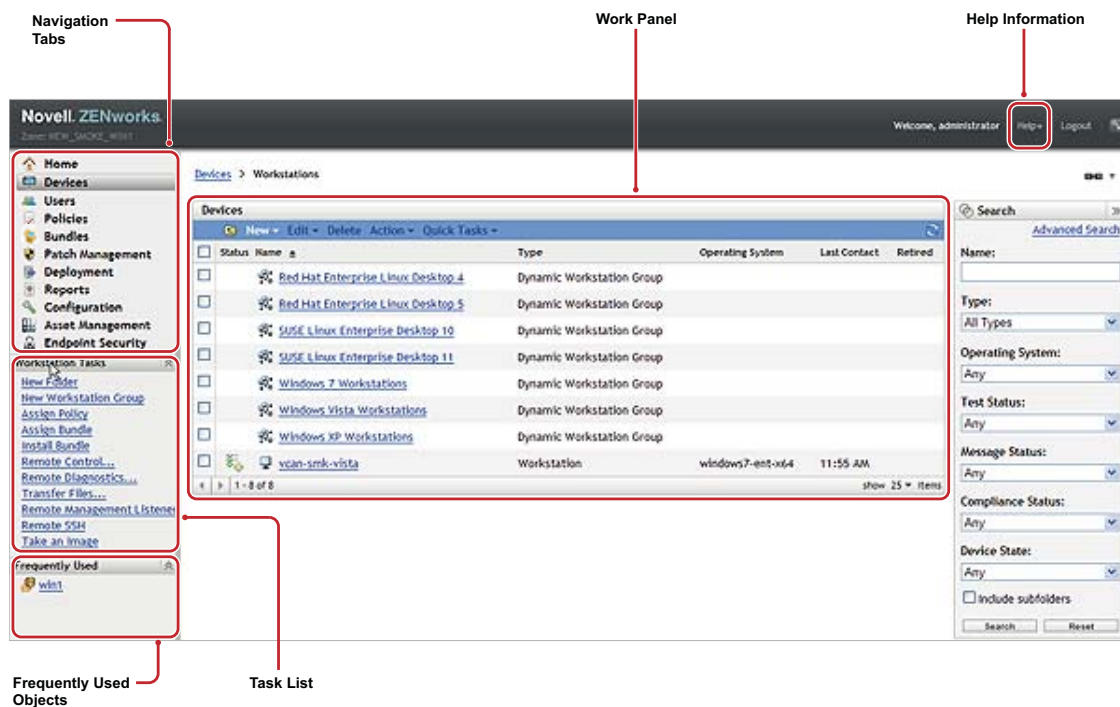 Navigation
Tabs
Work Panel
Help Information
Novell. ZENworks.
Welcome, administrator
Help
Logout
Home
Devices
Users
Policies
Bundles
Patch Management
Deployment
Reports
Configuration
Asset Management
Endpoint Security
Workstation Tasks
New Folder
New Workstation Group
Assign Policy
Assign Bundle
Install Bundle
Remote Control...
Remote Diagnostics...
Transfer Files...
Remote Management Listener
Remote SSH
Take an Image
Frequently Used
win1
Devices > Workstations
Devices
New Edit Delete Action Quick Tasks
Status Name Type Operating System Last Contact Retired
Red Hat Enterprise Linux Desktop 4 Dynamic Workstation Group
Red Hat Enterprise Linux Desktop 5 Dynamic Workstation Group
SUSE Linux Enterprise Desktop 10 Dynamic Workstation Group
SUSE Linux Enterprise Desktop 11 Dynamic Workstation Group
Windows 7 Workstations Dynamic Workstation Group
Windows Vista Workstations Dynamic Workstation Group
Windows XP Workstations Dynamic Workstation Group
vcan-smk-vista Workstation windows7-ent-x64 11:55 AM
1 - 8 of 8 show 25 items
Search
Advanced Search
Name:
Type:
All Types
Operating System:
Any
Test Status:
Any
Message Status:
Any
Compliance Status:
Any
Device State:
Any
Include subfolders
Search Reset
Frequently Used
Objects
Task List